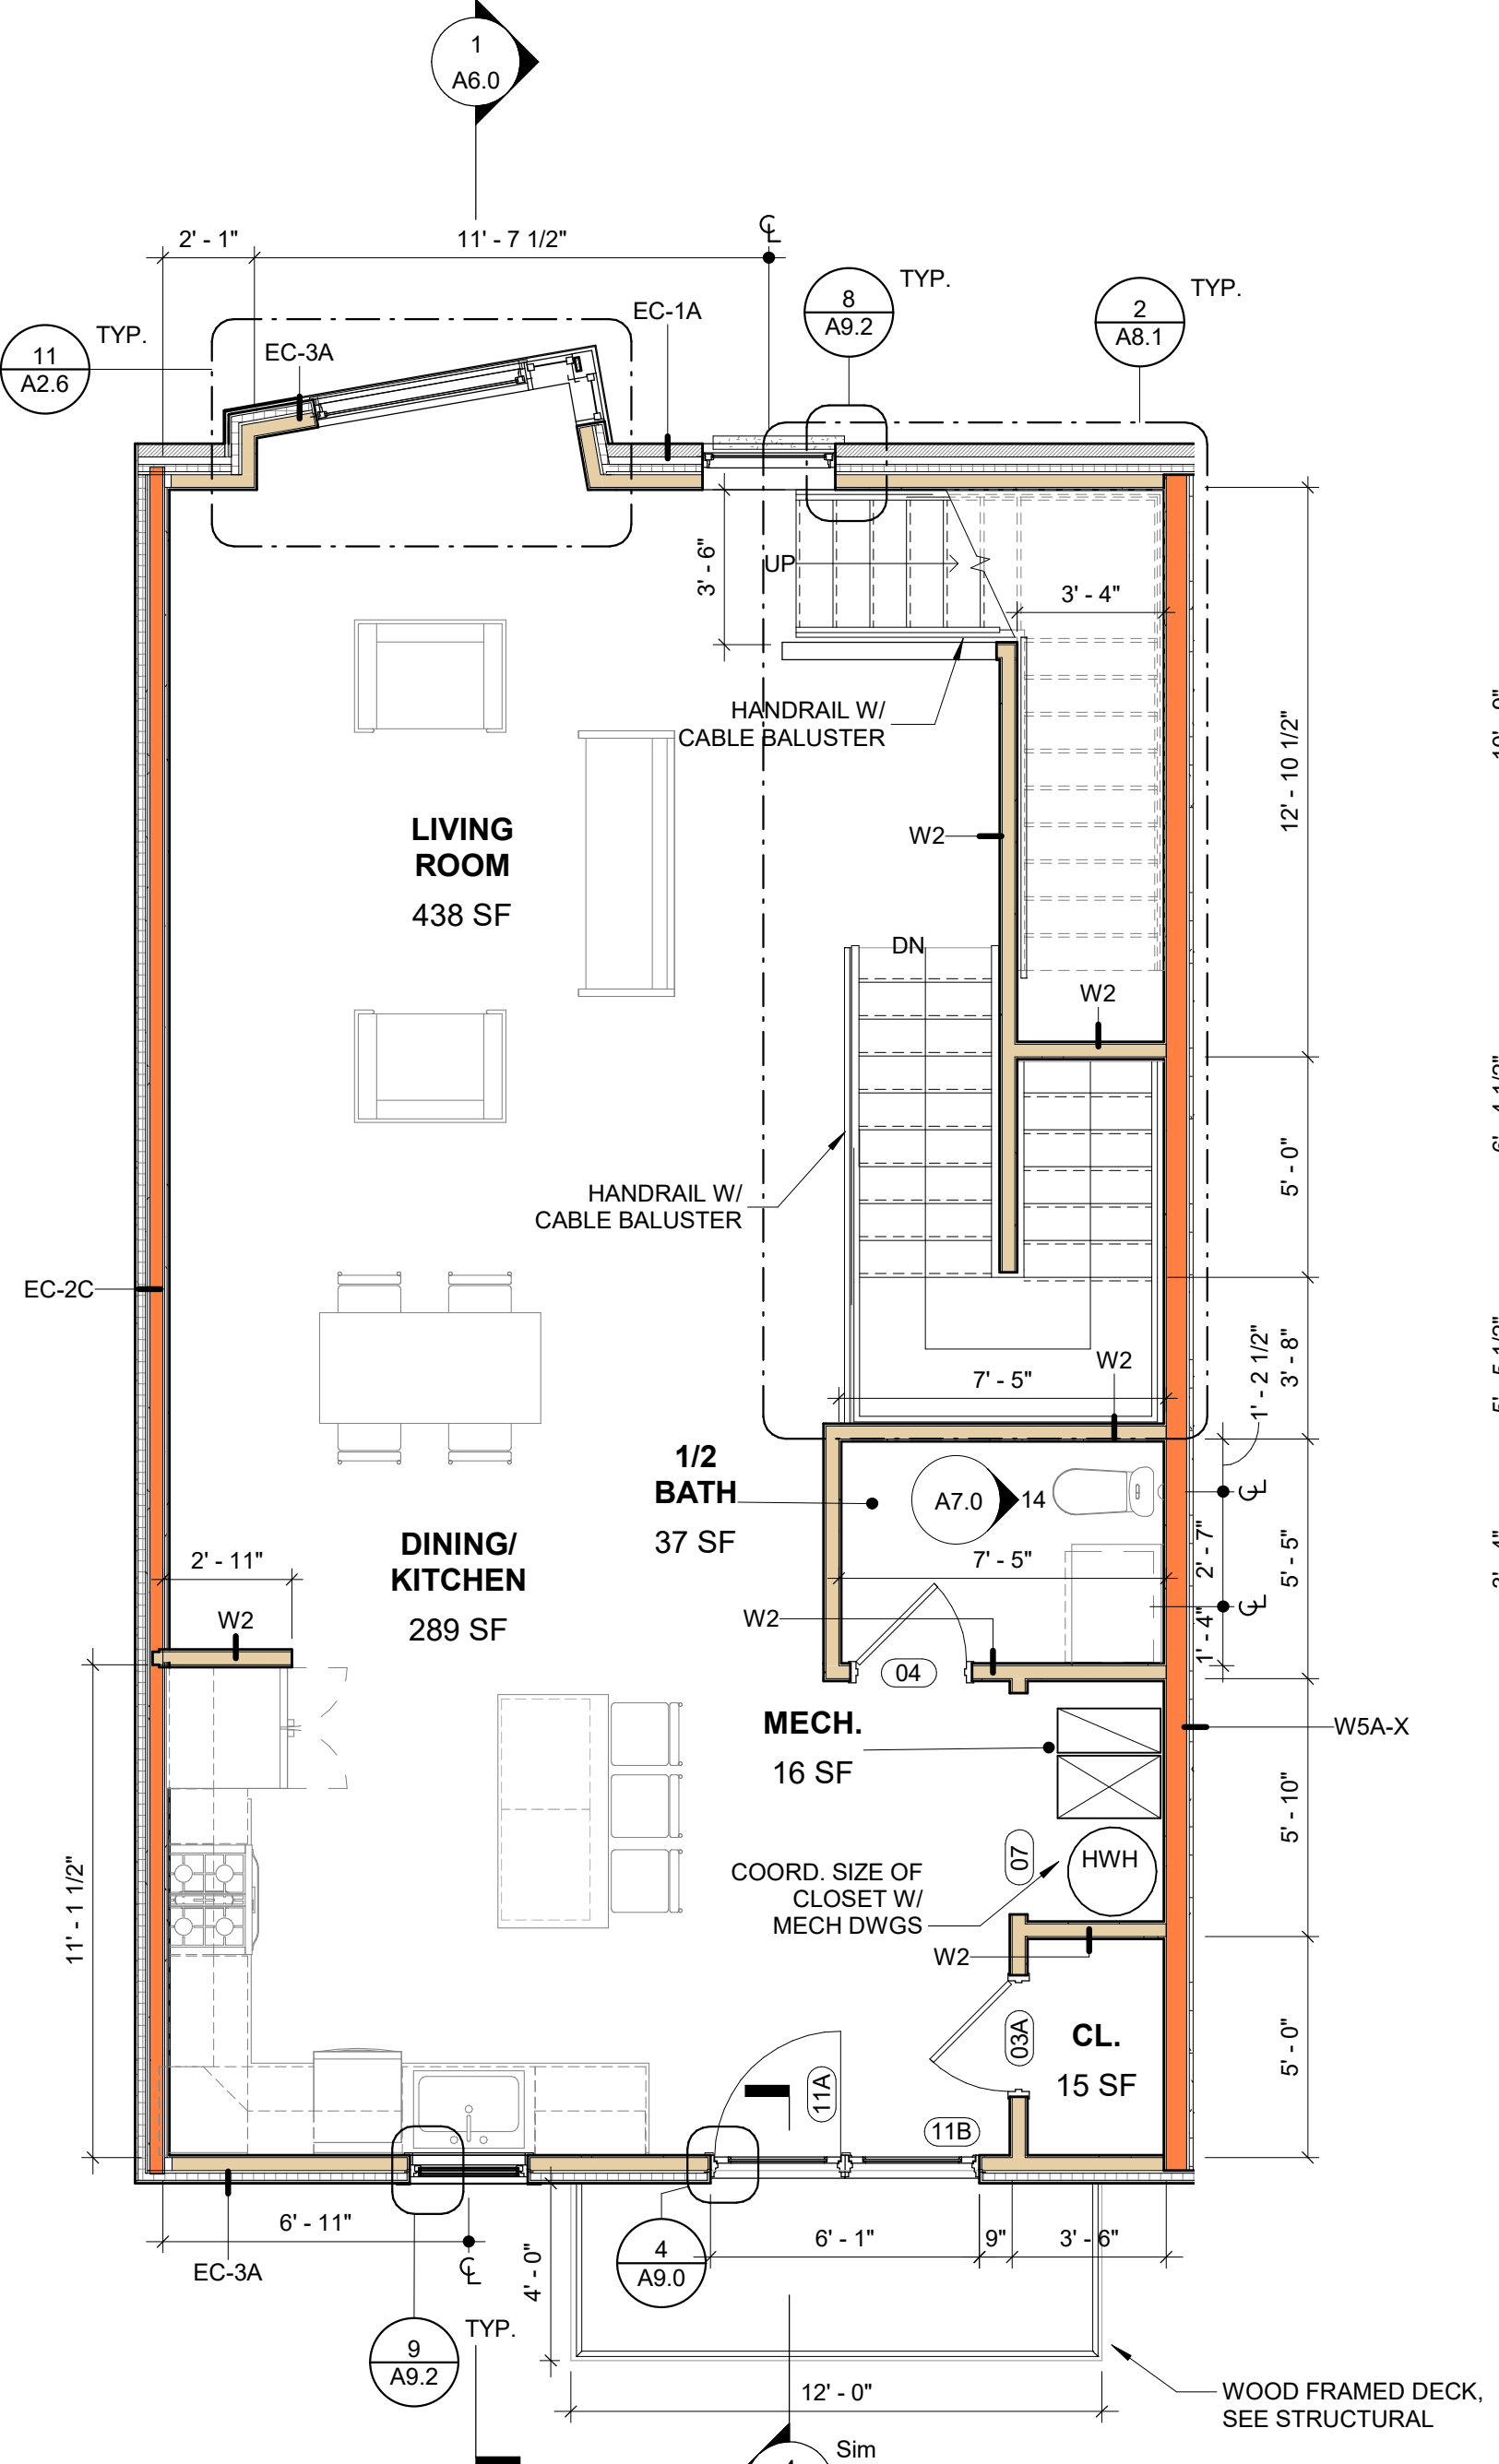 1
A6.0
2' - 1"
11' - 7 1/2"
8
A9.2
TYP.
2
A8.1
TYP.
11
A2.6
TYP.
EC-3A
EC-1A
3' - 6"
UP
3' - 4"
HANDRAIL W/
CABLE BALUSTER
12' - 10 1/2"
LIVING
ROOM
438 SF
W2
DN
W2
HANDRAIL W/
CABLE BALUSTER
5' - 0"
EC-2C
W2
7' - 5"
1' - 2 1/2"
3' - 8"
1/2
BATH
37 SF
A7.0
14
DINING/
KITCHEN
289 SF
2' - 11"
W2
7' - 5"
2' - 7"
5' - 5"
1' - 4"
W2
04
MECH.
16 SF
W5A-X
5' - 10"
07
HWH
COORD. SIZE OF
CLOSET W/
MECH DWGS
W2
11' - 1 1/2"
03A
CL.
15 SF
5' - 0"
11A
11B
6' - 11"
EC-3A
4' - 0"
4
A9.0
6' - 1"
9"
3' - 6"
9
A9.2
TYP.
12' - 0"
WOOD FRAMED DECK,
SEE STRUCTURAL
Sim